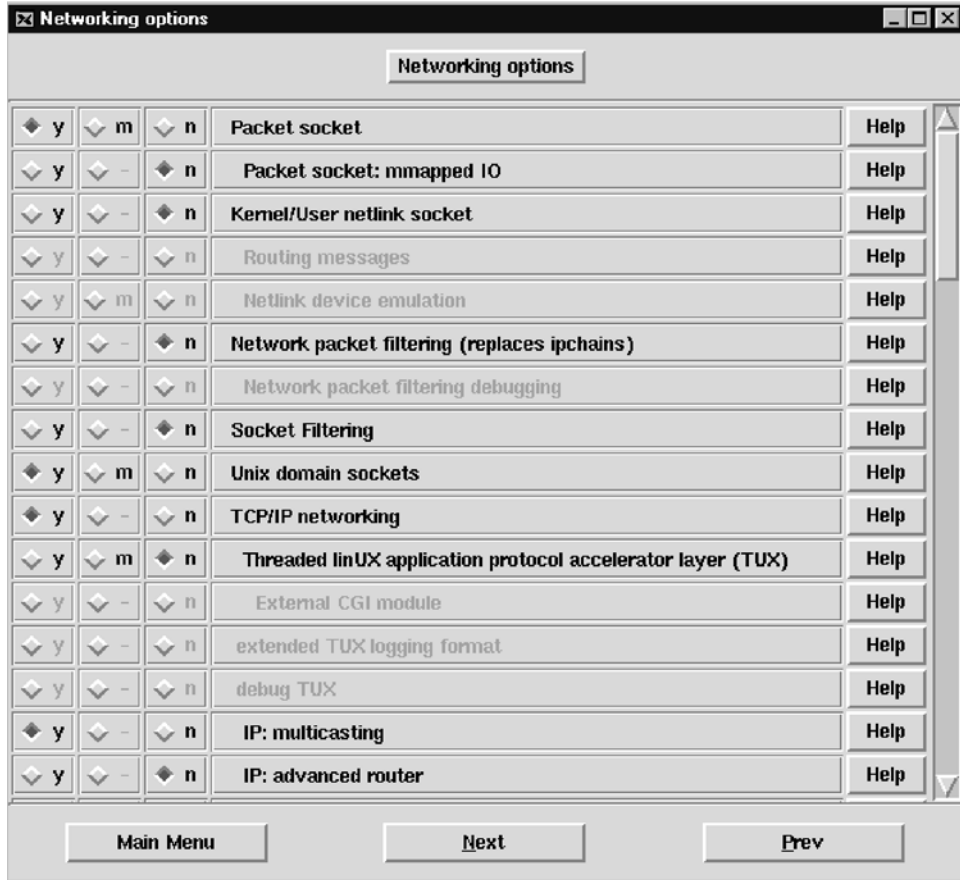 Networking options
Networking options
y m n Packet socket Help
y - n Packet socket: mmapped IO Help
y - n Kernel/User netlink socket Help
y - n Routing messages Help
y m n Netlink device emulation Help
y - n Network packet filtering (replaces ipchains) Help
y - n Network packet filtering debugging Help
y - n Socket Filtering Help
y m n Unix domain sockets Help
y - n TCP/IP networking Help
y m n Threaded linUX application protocol accelerator layer (TUX) Help
y - n External CGI module Help
y - n extended TUX logging format Help
y - n debug TUX Help
y - n IP: multicasting Help
y - n IP: advanced router Help
Main Menu Next Prev